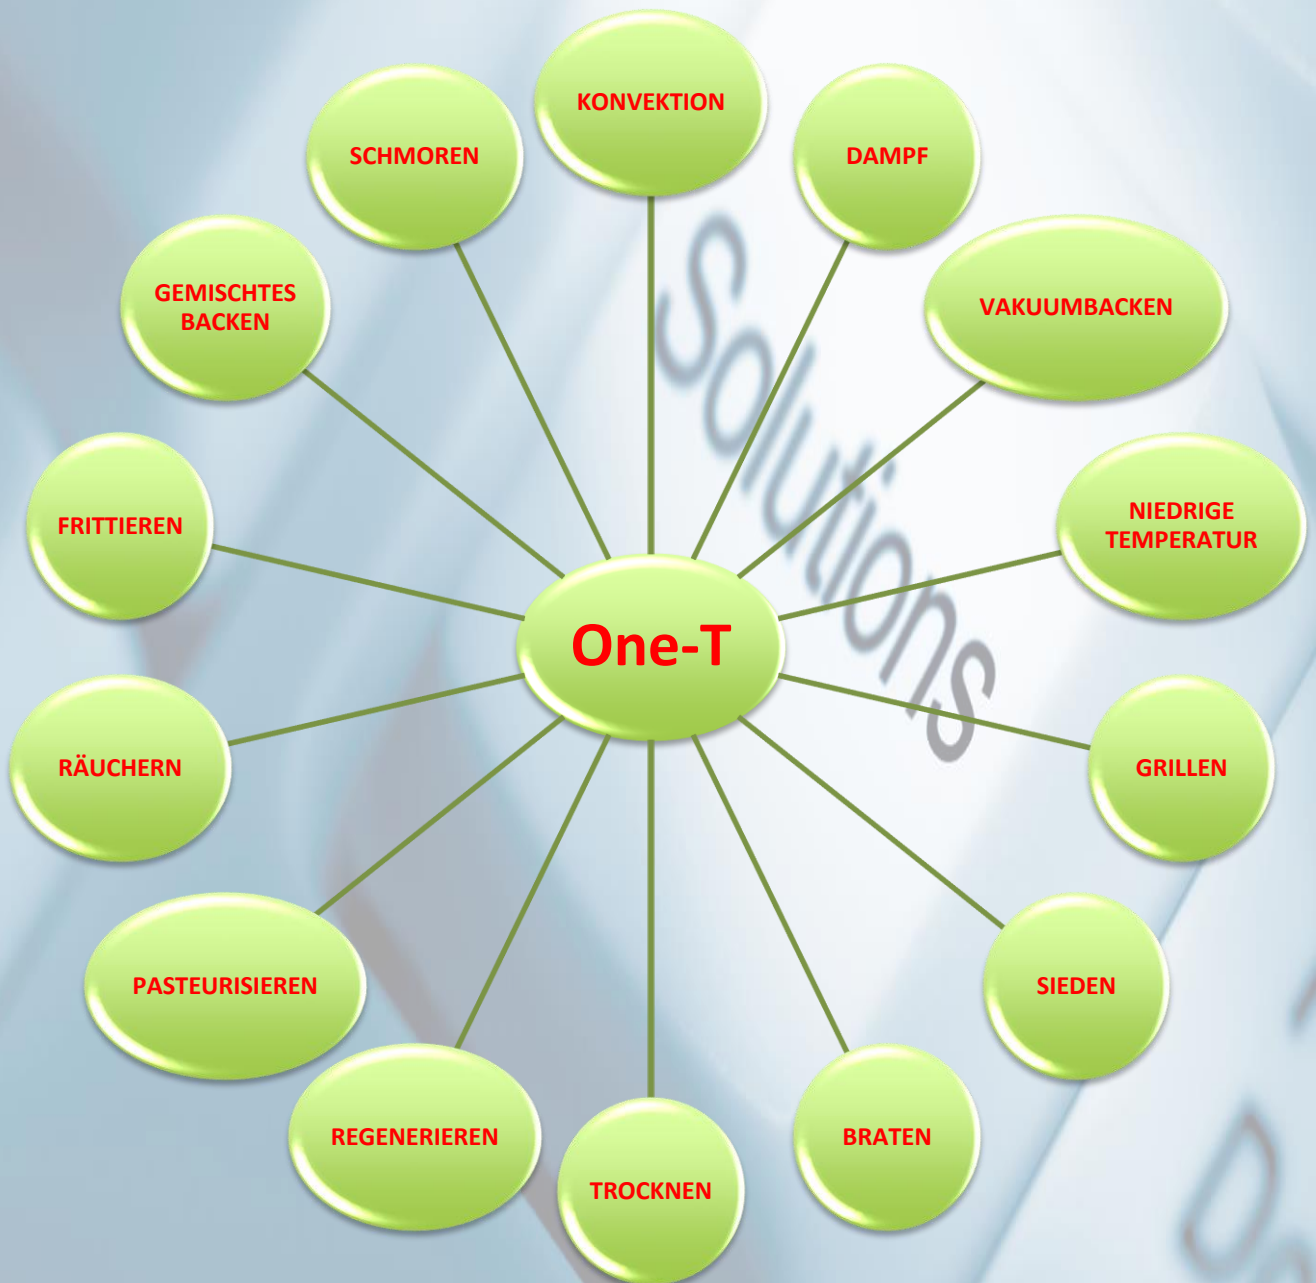 KONVEKTION
DAMPF
VAKUUMBACKEN
NIEDRIGE
TEMPERATUR
GRILLEN
SIEDEN
BRATEN
TROCKNEN
REGENERIEREN
PASTEURISIEREN
RÄUCHERN
FRITTIEREN
GEMISCHTES
BACKEN
SCHMOREN
One-T
Solutions